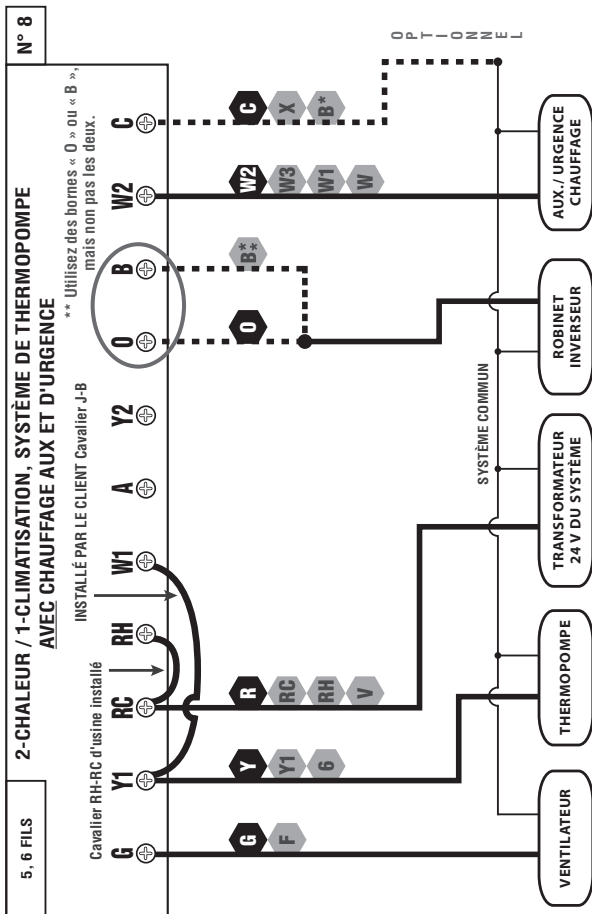 5, 6 FILS
2-CHALEUR / 1-CLIMATISATION, SYSTÈME DE THERMOPOMPE
AVEC CHAUFFAGE AUX ET D'URGENCE
N° 8
Cavalier RH-RC d'usine installé
INSTALLÉ PAR LE CLIENT Cavalier J-B
** Utilisez des bornes « O » ou « B »,
mais non pas les deux.
G
Y1
RC
RH
W1
A
Y2
O
B
W2
C
G
F
Y
Y1
6
R
RC
RH
V
O
B*
W2
W3
W1
W
C
X
B*
OPTIONNEL
SYSTÈME COMMUN
VENTILATEUR
THERMOPOMPE
TRANSFORMATEUR
24 V DU SYSTÈME
ROBINET
INVERSEUR
AUX./ URGENCE
CHAUFFAGE